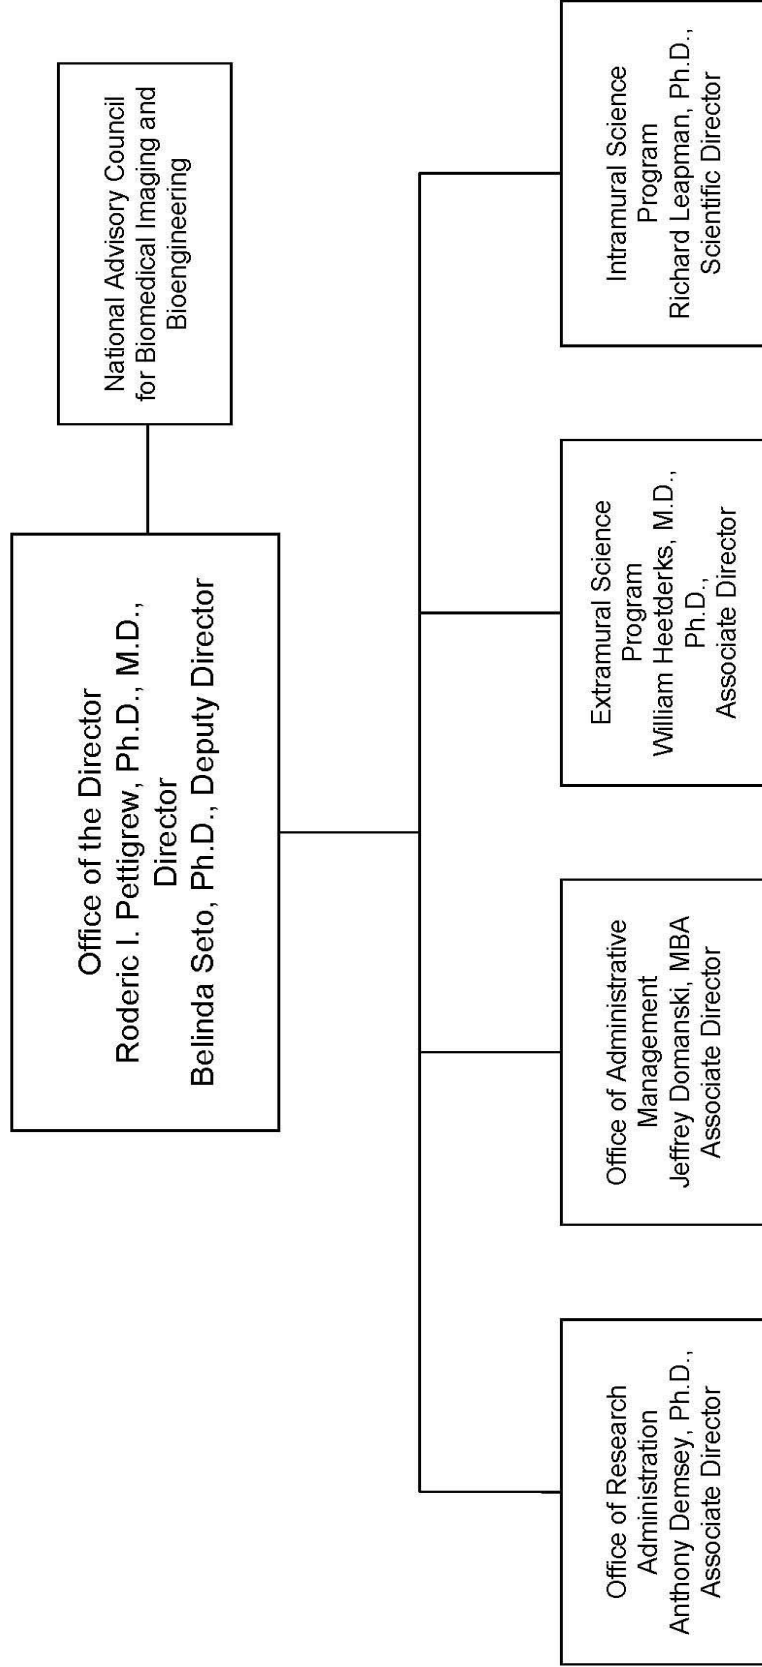 National Advisory Council
for Biomedical Imaging and
Bioengineering
Office of the Director
Roderic I. Pettigrew, Ph.D., M.D.,
Director
Belinda Seto, Ph.D., Deputy Director
Office of Research
Administration
Anthony Demsey, Ph.D.,
Associate Director
Office of Administrative
Management
Jeffrey Domanski, MBA
Associate Director
Extramural Science
Program
William Heetderks, M.D.,
Ph.D.,
Associate Director
Intramural Science
Program
Richard Leapman, Ph.D.,
Scientific Director